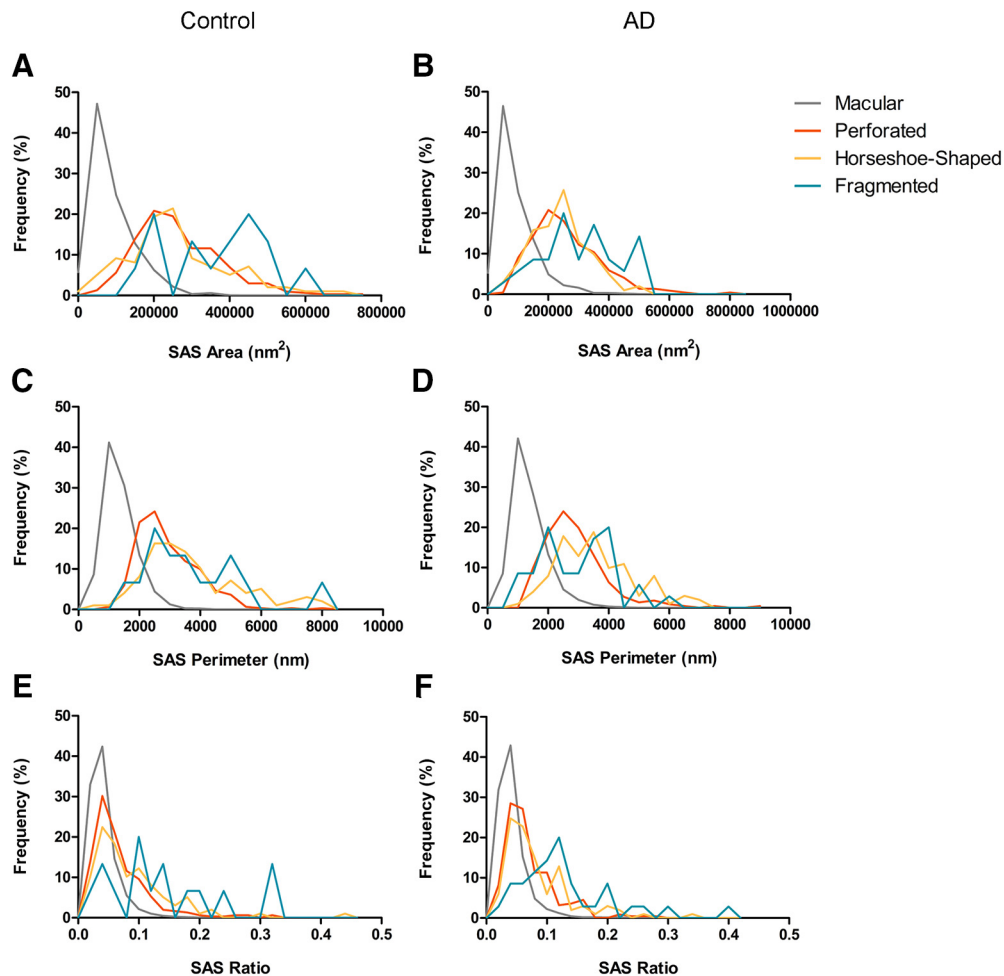 Control
AD
A
B
50
40
30
20
10
0
Frequency (%)
0
200000
400000
600000
800000
SAS Area (nm²)
50
40
30
20
10
0
Frequency (%)
0
200000
400000
600000
800000
1000000
SAS Area (nm²)
Macular
Perforated
Horseshoe-Shaped
Fragmented
C
D
50
40
30
20
10
0
Frequency (%)
0
2000
4000
6000
8000
10000
SAS Perimeter (nm)
50
40
30
20
10
0
Frequency (%)
0
2000
4000
6000
8000
10000
SAS Perimeter (nm)
E
F
50
40
30
20
10
0
Frequency (%)
0.0
0.1
0.2
0.3
0.4
0.5
SAS Ratio
50
40
30
20
10
0
Frequency (%)
0.0
0.1
0.2
0.3
0.4
0.5
SAS Ratio